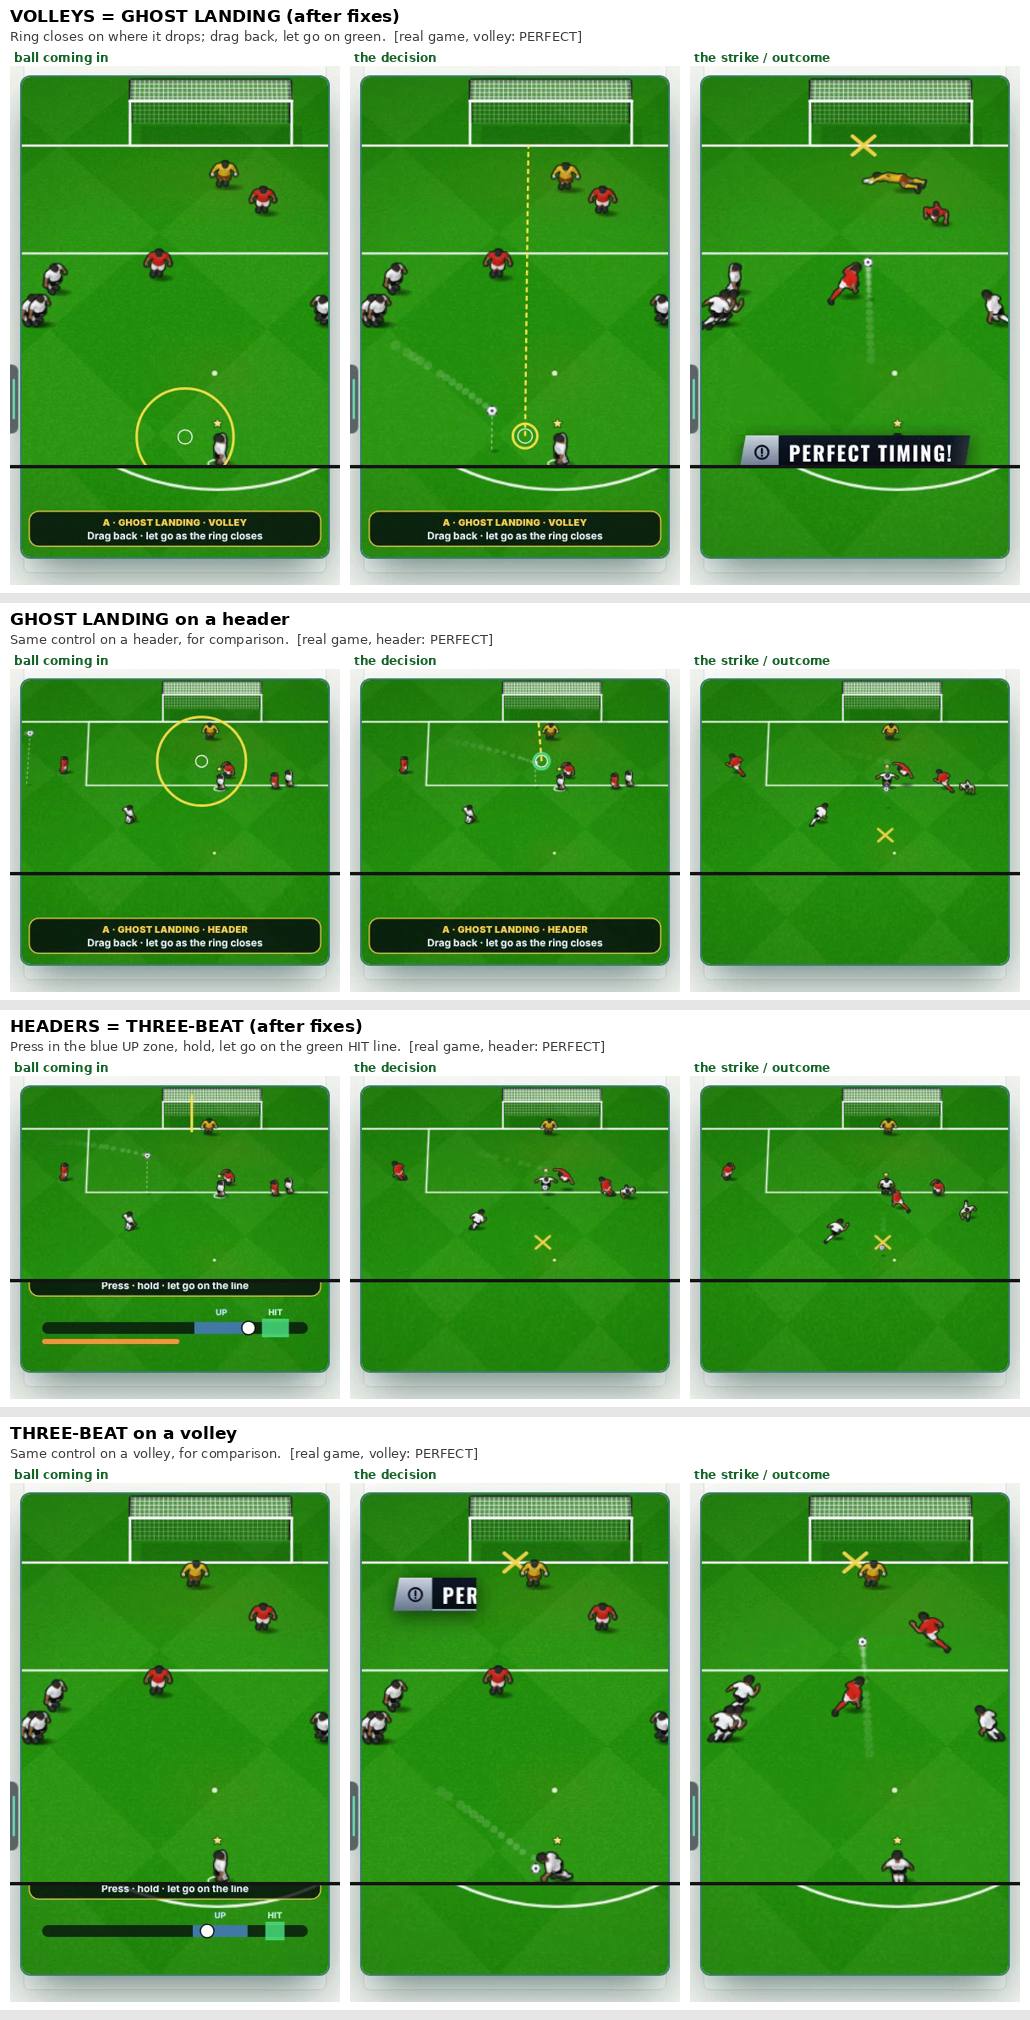 VOLLEYS = GHOST LANDING (after fixes)
Ring closes on where it drops; drag back, let go on green.  [real game, volley: PERFECT]
ball coming in
the decision
the strike / outcome
PERFECT TIMING!
A · GHOST LANDING · VOLLEY
Drag back · let go as the ring closes
A · GHOST LANDING · VOLLEY
Drag back · let go as the ring closes
GHOST LANDING on a header
Same control on a header, for comparison.  [real game, header: PERFECT]
ball coming in
the decision
the strike / outcome
A · GHOST LANDING · HEADER
Drag back · let go as the ring closes
A · GHOST LANDING · HEADER
Drag back · let go as the ring closes
HEADERS = THREE-BEAT (after fixes)
Press in the blue UP zone, hold, let go on the green HIT line.  [real game, header: PERFECT]
ball coming in
the decision
the strike / outcome
Press · hold · let go on the line
UP HIT
THREE-BEAT on a volley
Same control on a volley, for comparison.  [real game, volley: PERFECT]
ball coming in
the decision
the strike / outcome
PER
Press · hold · let go on the line
UP HIT